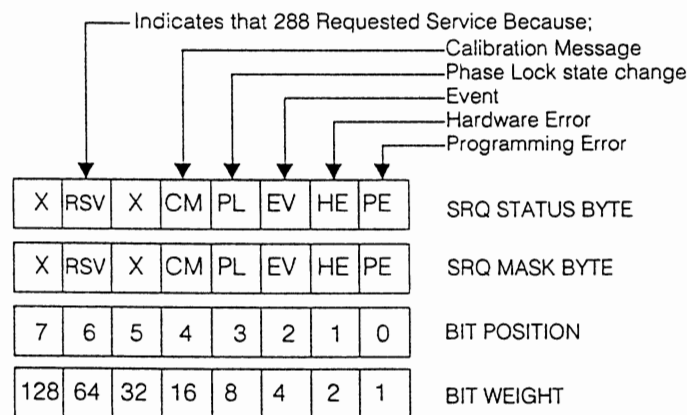 Indicates that 288 Requested Service Because;
Calibration Message
Phase Lock state change
Event
Hardware Error
Programming Error
X RSV X CM PL EV HE PE SRQ STATUS BYTE
X RSV X CM PL EV HE PE SRQ MASK BYTE
7 6 5 4 3 2 1 0 BIT POSITION
128 64 32 16 8 4 2 1 BIT WEIGHT